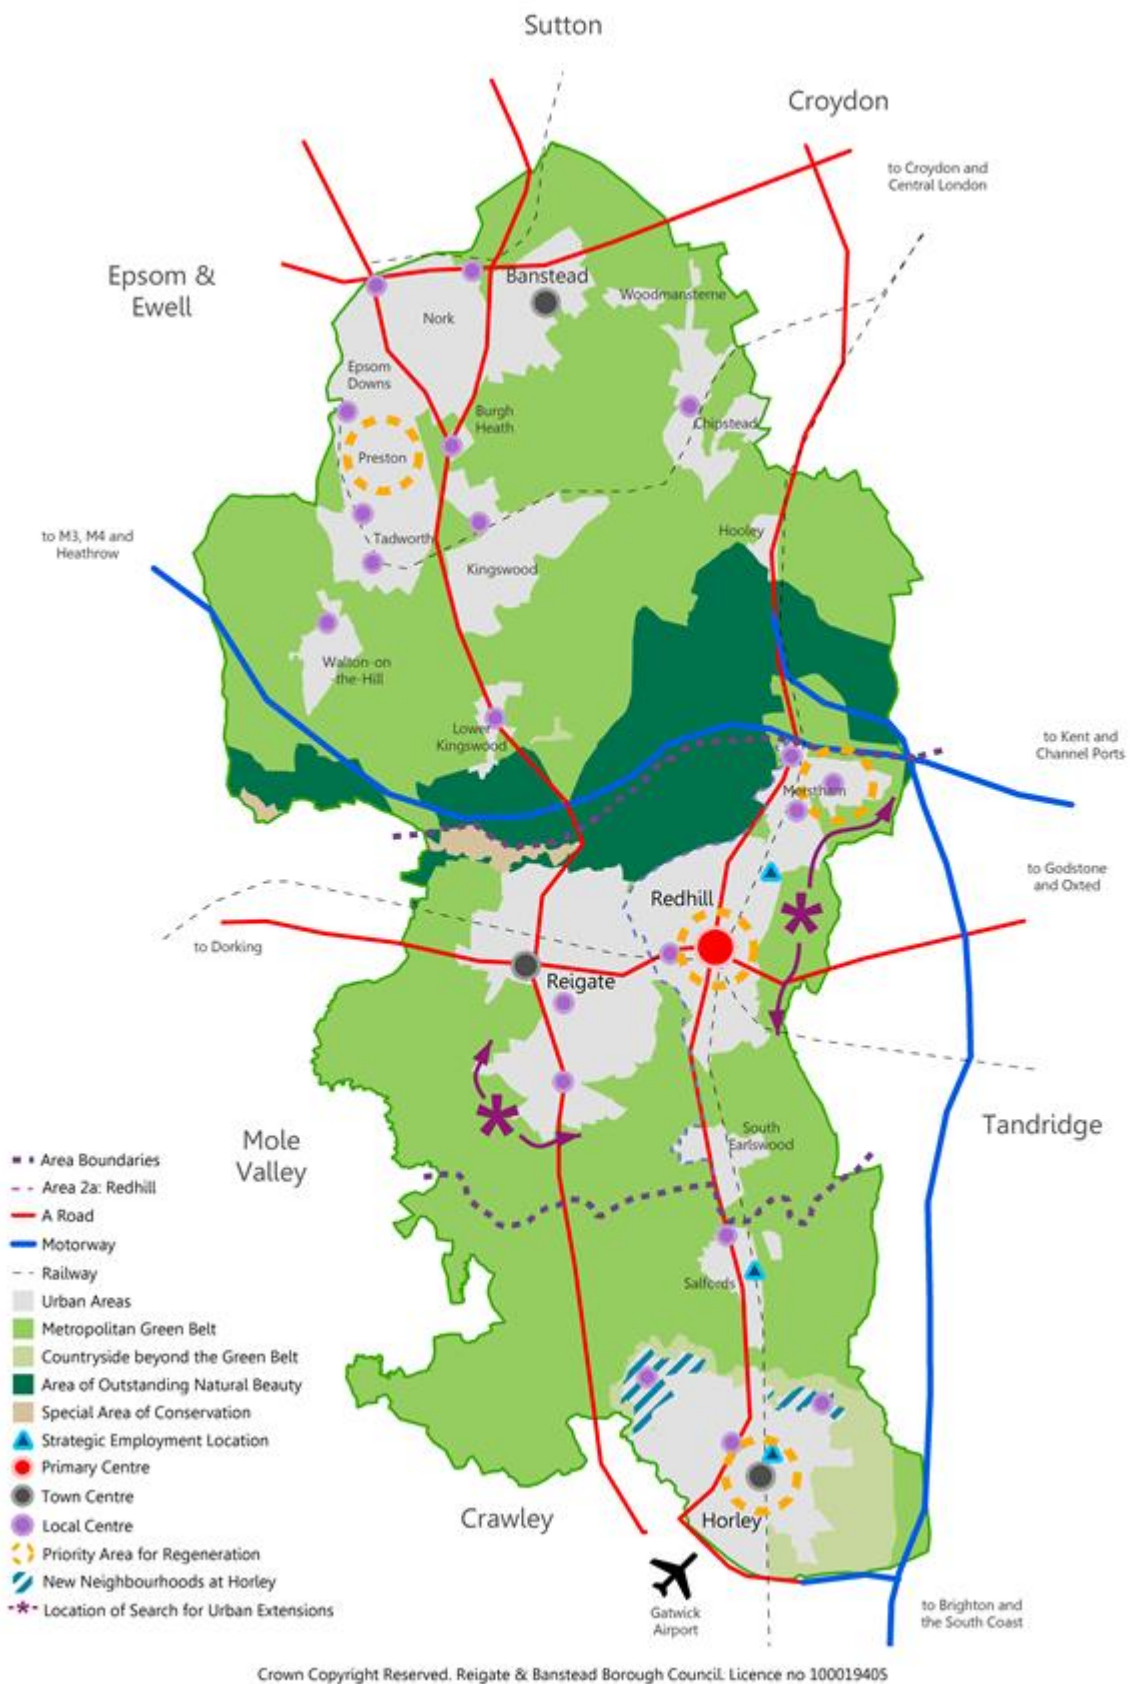 Sutton
Croydon
to Croydon and
Central London
Epsom &
Ewell
Banstead
Woodmansterne
Nork
Epsom
Downs
Burgh
Heath
Chipstead
Preston
to M3, M4 and
Heathrow
Tadworth
Hooley
Kingswood
Walton-on
-the-Hill
Lower
Kingswood
to Kent and
Channel Ports
Merstham
to Godstone
and Oxted
Redhill
to Dorking
Reigate
Mole
Valley
South
Earlswood
Tandridge
Salfords
Crawley
Horley
Gatwick
Airport
to Brighton and
the South Coast
Area Boundaries
Area 2a: Redhill
A Road
Motorway
Railway
Urban Areas
Metropolitan Green Belt
Countryside beyond the Green Belt
Area of Outstanding Natural Beauty
Special Area of Conservation
Strategic Employment Location
Primary Centre
Town Centre
Local Centre
Priority Area for Regeneration
New Neighbourhoods at Horley
Location of Search for Urban Extensions
Crown Copyright Reserved. Reigate & Banstead Borough Council. Licence no 100019405